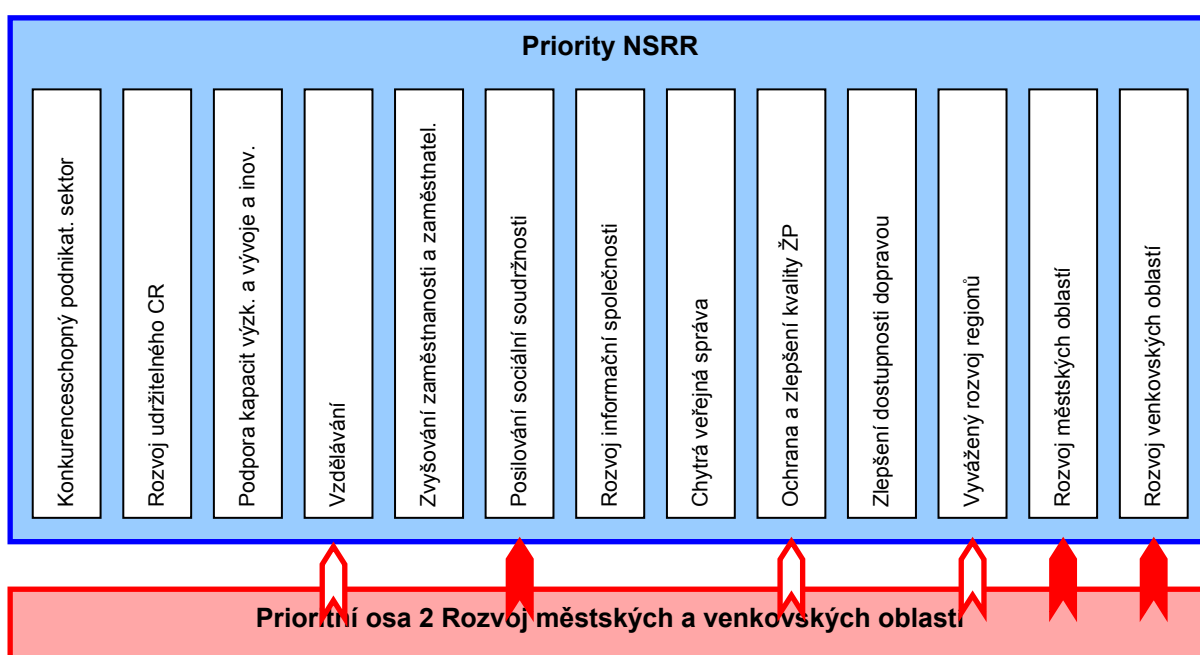 Priority NSRR
Konkurenceschopný podnikat. sektor
Rozvoj udržitelného CR
Podpora kapacit výzk. a vývoje a inov.
Vzdělávání
Zvyšování zaměstnanosti a zaměstnatel.
Posilování sociální soudržnosti
Rozvoj informační společnosti
Chytrá veřejná správa
Ochrana a zlepšení kvality ŽP
Zlepšení dostupnosti dopravou
Vyvážený rozvoj regionů
Rozvoj městských oblastí
Rozvoj venkovských oblastí
Prioritní osa 2 Rozvoj městských a venkovských oblastí